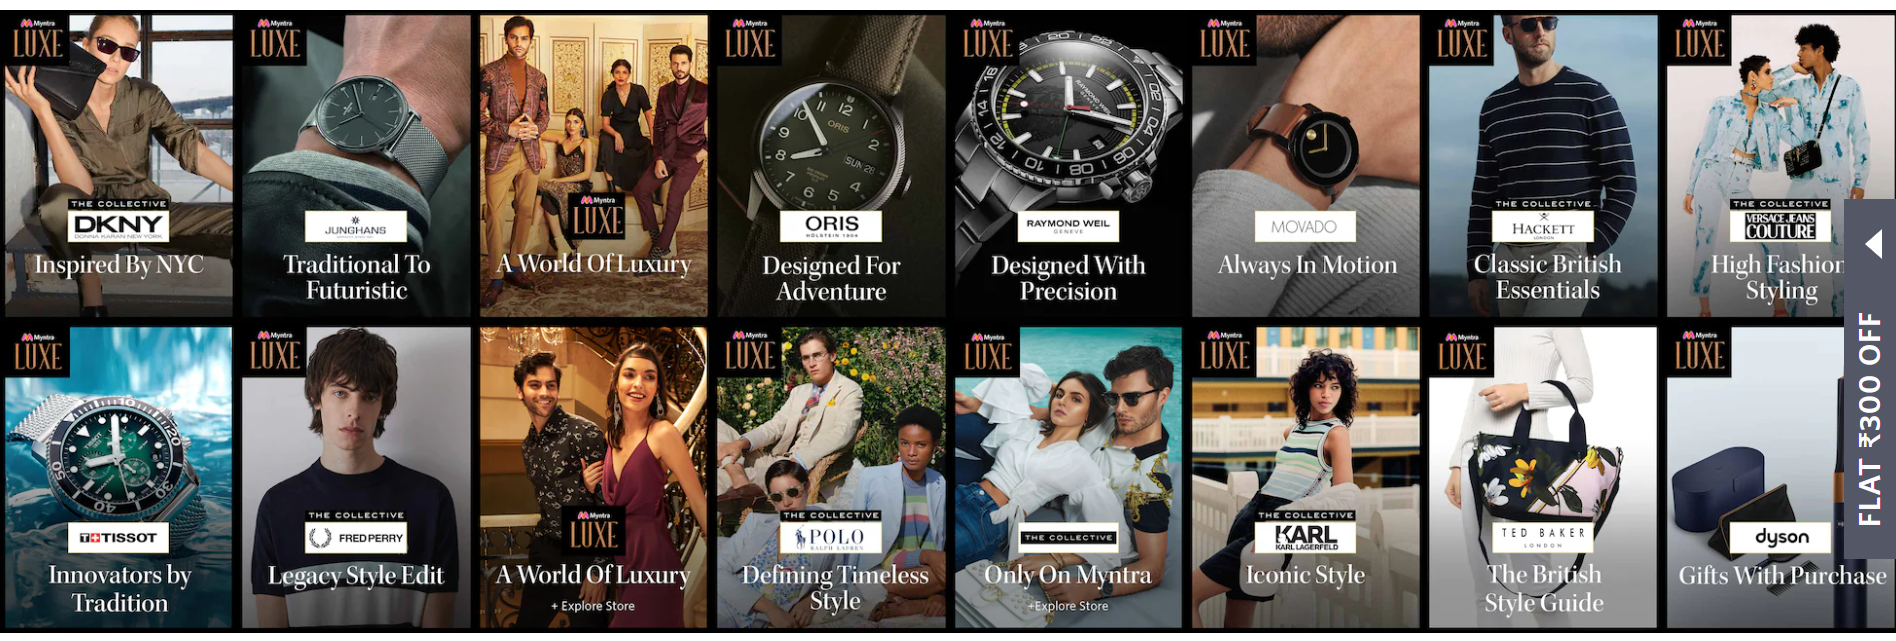 Myntra
LUXE
THE COLLECTIVE
DKNY
DONNA KARAN NEW YORK
Inspired By NYC
Myntra
LUXE
JUNGHANS
Traditional To
Futuristic
Myntra
LUXE
A World Of Luxury
Myntra
LUXE
ORIS
SUN 26
ORIS
HÖLSTEIN 1904
Designed For
Adventure
Myntra
LUXE
RAYMOND WEIL
GENEVE
Designed With
Precision
Myntra
LUXE
MOVADO
Always In Motion
Myntra
LUXE
THE COLLECTIVE
HACKETT
LONDON
Classic British
Essentials
Myntra
LUXE
THE COLLECTIVE
VERSACE JEANS
COUTURE
High Fashion
Styling
Myntra
LUXE
TISSOT
Innovators by
Tradition
Myntra
LUXE
THE COLLECTIVE
FRED PERRY
Legacy Style Edit
Myntra
LUXE
A World Of Luxury
+ Explore Store
Myntra
LUXE
THE COLLECTIVE
POLO
RALPH LAUREN
Defining Timeless
Style
Myntra
LUXE
THE COLLECTIVE
Only On Myntra
+Explore Store
Myntra
LUXE
THE COLLECTIVE
KARL
KARL LAGERFELD
Iconic Style
Myntra
LUXE
TED BAKER
LONDON
The British
Style Guide
Myntra
LUXE
dyson
Gifts With Purchase
FLAT ₹300 OFF